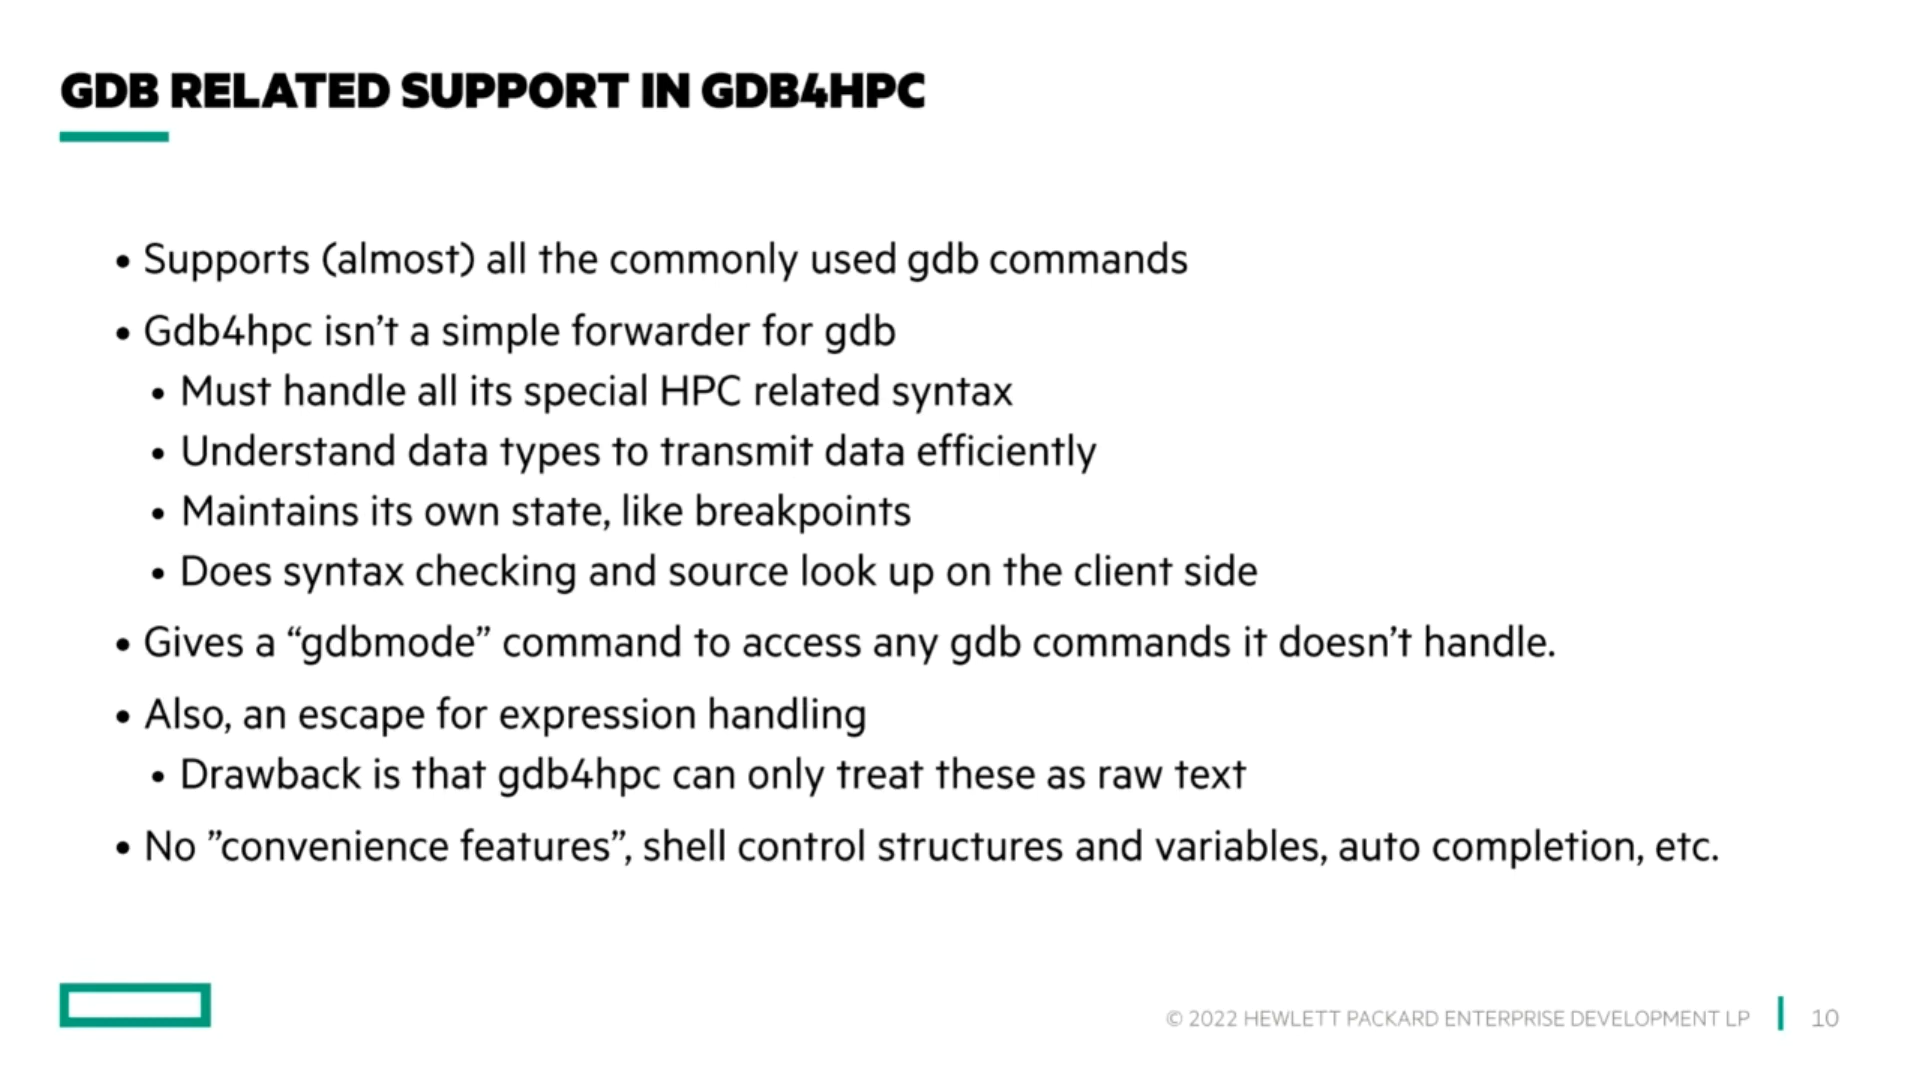 GDB RELATED SUPPORT IN GDB4HPC
• Supports (almost) all the commonly used gdb commands
• Gdb4hpc isn’t a simple forwarder for gdb
• Must handle all its special HPC related syntax
• Understand data types to transmit data efficiently
• Maintains its own state, like breakpoints
• Does syntax checking and source look up on the client side
• Gives a “gdbmode” command to access any gdb commands it doesn’t handle.
• Also, an escape for expression handling
• Drawback is that gdb4hpc can only treat these as raw text
• No ”convenience features”, shell control structures and variables, auto completion, etc.
© 2022 HEWLETT PACKARD ENTERPRISE DEVELOPMENT LP 10